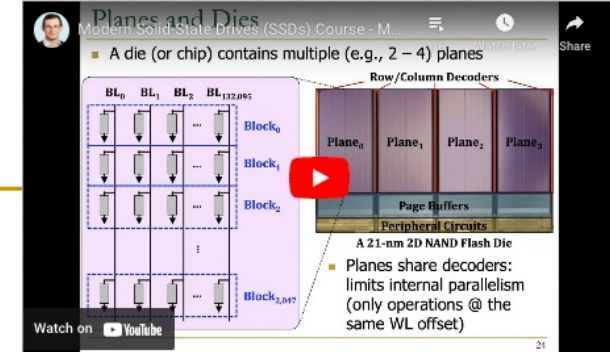 Planes and Dies
Modern Solid-State Drives (SSDs) Course - M...
Watch later
Share
A die (or chip) contains multiple (e.g., 2 – 4) planes
Row/Column Decoders
BL0 BL1 BL2 BL132,095
... Block0
... Block1
... Block2
⋮
... Block2,047
Plane0 Plane1 Plane2 Plane3
Page Buffers
Peripheral Circuits
A 21-nm 2D NAND Flash Die
Planes share decoders:
limits internal parallelism
(only operations @ the
same WL offset)
Watch on YouTube
24